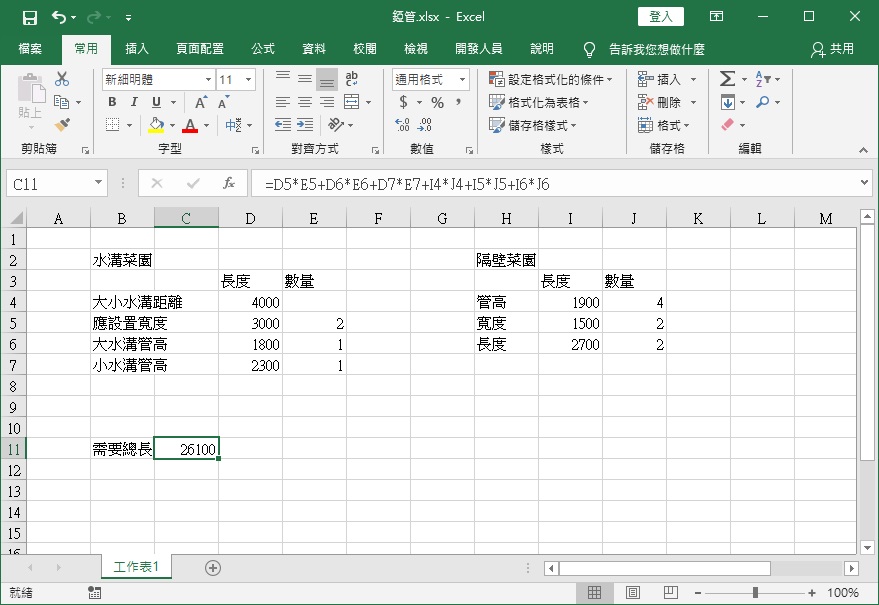 錏管.xlsx - Excel
登入
檔案 常用 插入 頁面配置 公式 資料 校閱 檢視 開發人員 說明 告訴我您想做什麼 共用
新細明體 11 通用格式 設定格式化的條件 插入
貼上 B I U A A $ % , 格式化為表格 刪除
A 中 儲存格樣式 格式
剪貼簿 字型 對齊方式 數值 樣式 儲存格 編輯
C11 fx =D5*E5+D6*E6+D7*E7+I4*J4+I5*J5+I6*J6
A B C D E F G H I J K L M
1
2 水溝菜園 隔壁菜園
3 長度 數量 長度 數量
4 大小水溝距離 4000 管高 1900 4
5 應設置寬度 3000 2 寬度 1500 2
6 大水溝管高 1800 1 長度 2700 2
7 小水溝管高 2300 1
8
9
10
11 需要總長 26100
12
13
14
15
16
工作表1
就緒 100%